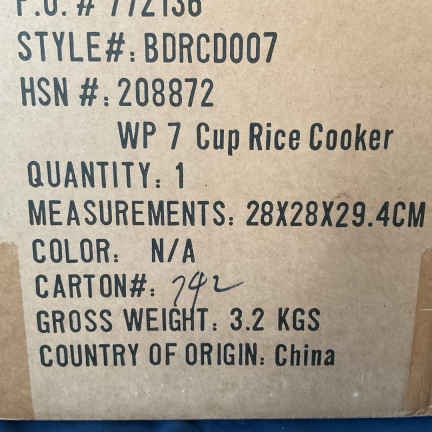 P.O. # 772136
STYLE#: BDRCD007
HSN #: 208872
WP 7 Cup Rice Cooker
QUANTITY: 1
MEASUREMENTS: 28X28X29.4CM
COLOR: N/A
CARTON#: 742
GROSS WEIGHT: 3.2 KGS
COUNTRY OF ORIGIN: China